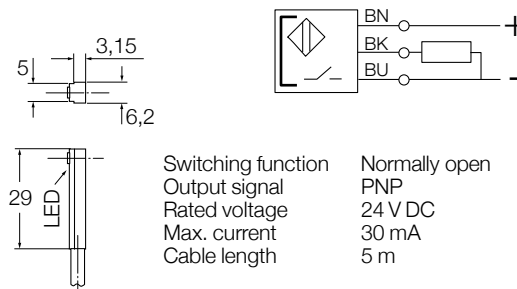 3,15
5
6,2
BN
+
BK
BU
-
29
LED
Switching function Normally open
Output signal PNP
Rated voltage 24 V DC
Max. current 30 mA
Cable length 5 m